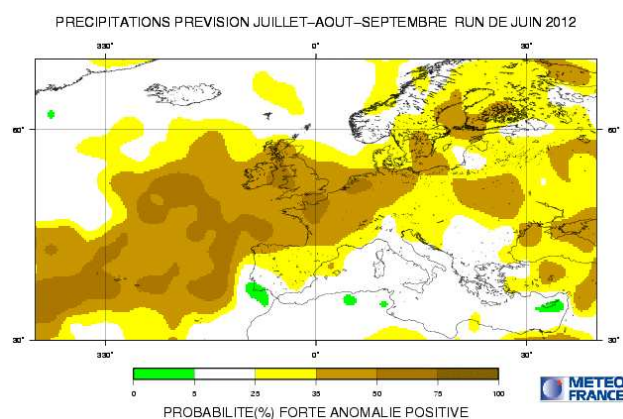 PRECIPITATIONS PREVISION JUILLET-AOUT-SEPTEMBRE RUN DE JUIN 2012
330° 0° 30°
60° 60°
30° 30°
330° 0° 30°
0 5 25 35 50 75 100
PROBABILITE(%) FORTE ANOMALIE POSITIVE
METEO
FRANCE